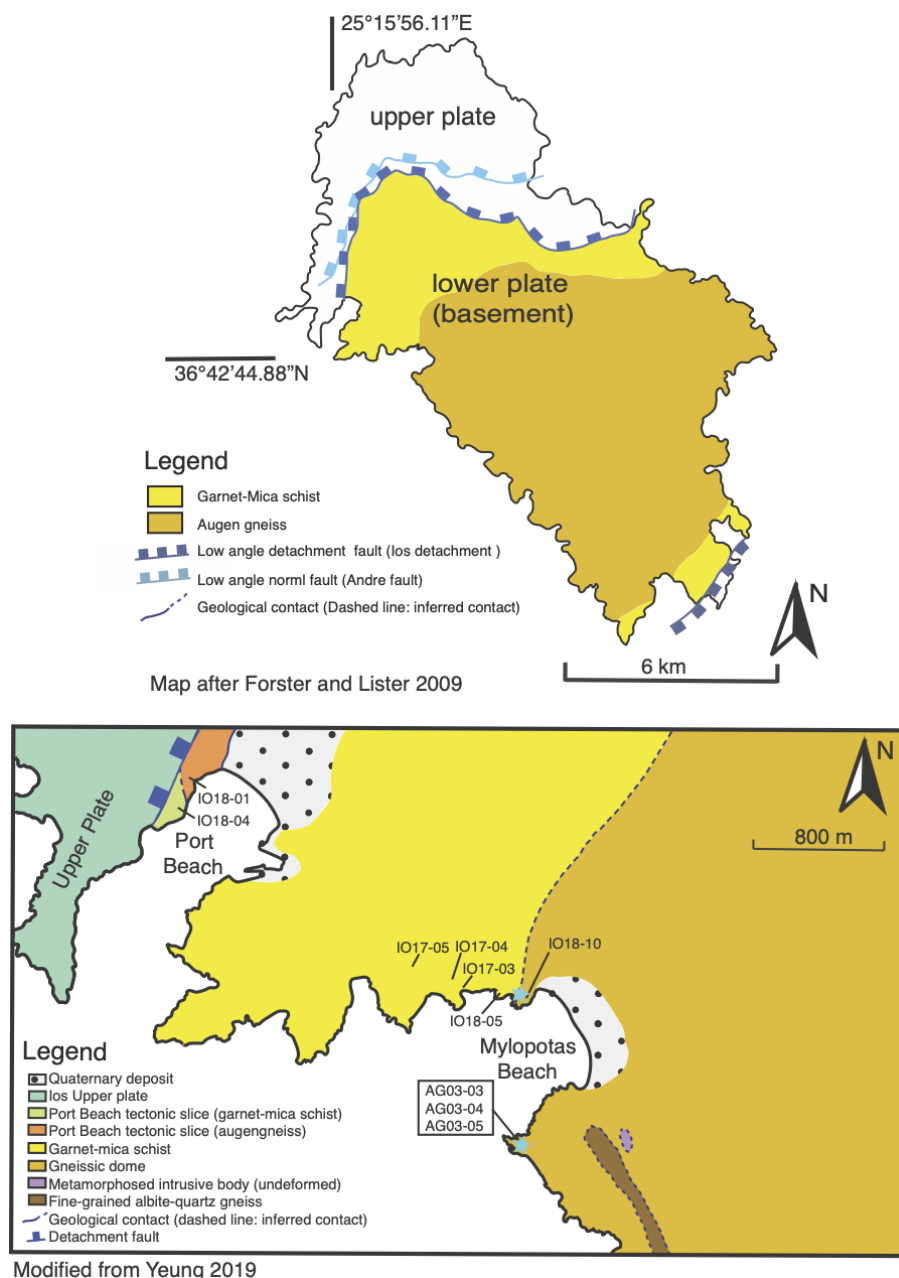 25°15'56.11"E
upper plate
lower plate
(basement)
36°42'44.88"N
Legend
Garnet-Mica schist
Augen gneiss
Low angle detachment fault (Ios detachment )
Low angle norml fault (Andre fault)
Geological contact (Dashed line: inferred contact)
N
6 km
Map after Forster and Lister 2009
N
800 m
Upper Plate
IO18-01
IO18-04
Port
Beach
IO17-05
IO17-04
IO17-03
IO18-10
IO18-05
Mylopotas
Beach
AG03-03
AG03-04
AG03-05
Legend
Quaternary deposit
Ios Upper plate
Port Beach tectonic slice (garnet-mica schist)
Port Beach tectonic slice (augengneiss)
Garnet-mica schist
Gneissic dome
Metamorphosed intrusive body (undeformed)
Fine-grained albite-quartz gneiss
Geological contact (dashed line: inferred contact)
Detachment fault
Modified from Yeung 2019